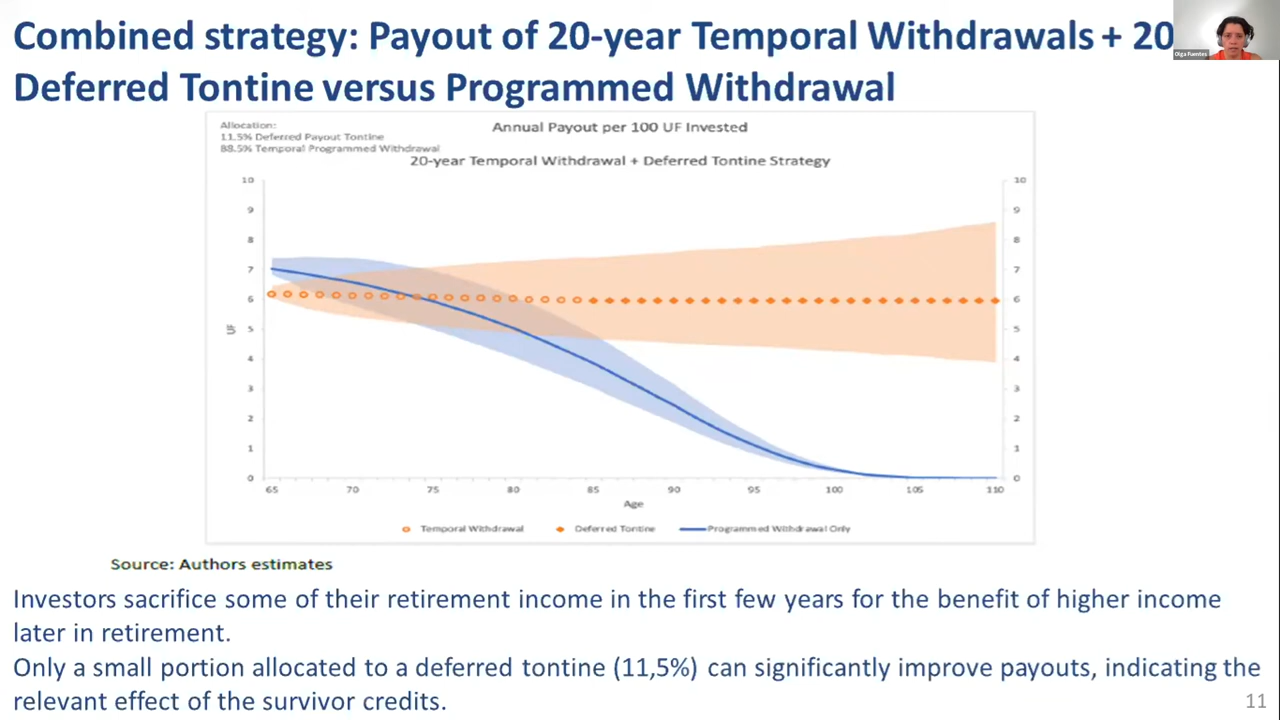 Combined strategy: Payout of 20-year Temporal Withdrawals + 20
Olga Fuentes
Deferred Tontine versus Programmed Withdrawal
Allocation:
11.5% Deferred Payout Tontine
88.5% Temporal Programmed Withdrawal
Annual Payout per 100 UF Invested
20-year Temporal Withdrawal + Deferred Tontine Strategy
10 10
9 9
8 8
7 7
6 6
UF
5 5
4 4
3 3
2 2
1 1
0 0
65 70 75 80 85 90 95 100 105 110
Age
Temporal Withdrawal Deferred Tontine Programmed Withdrawal Only
Source: Authors estimates
Investors sacrifice some of their retirement income in the first few years for the benefit of higher income
later in retirement.
Only a small portion allocated to a deferred tontine (11,5%) can significantly improve payouts, indicating the
relevant effect of the survivor credits.
11